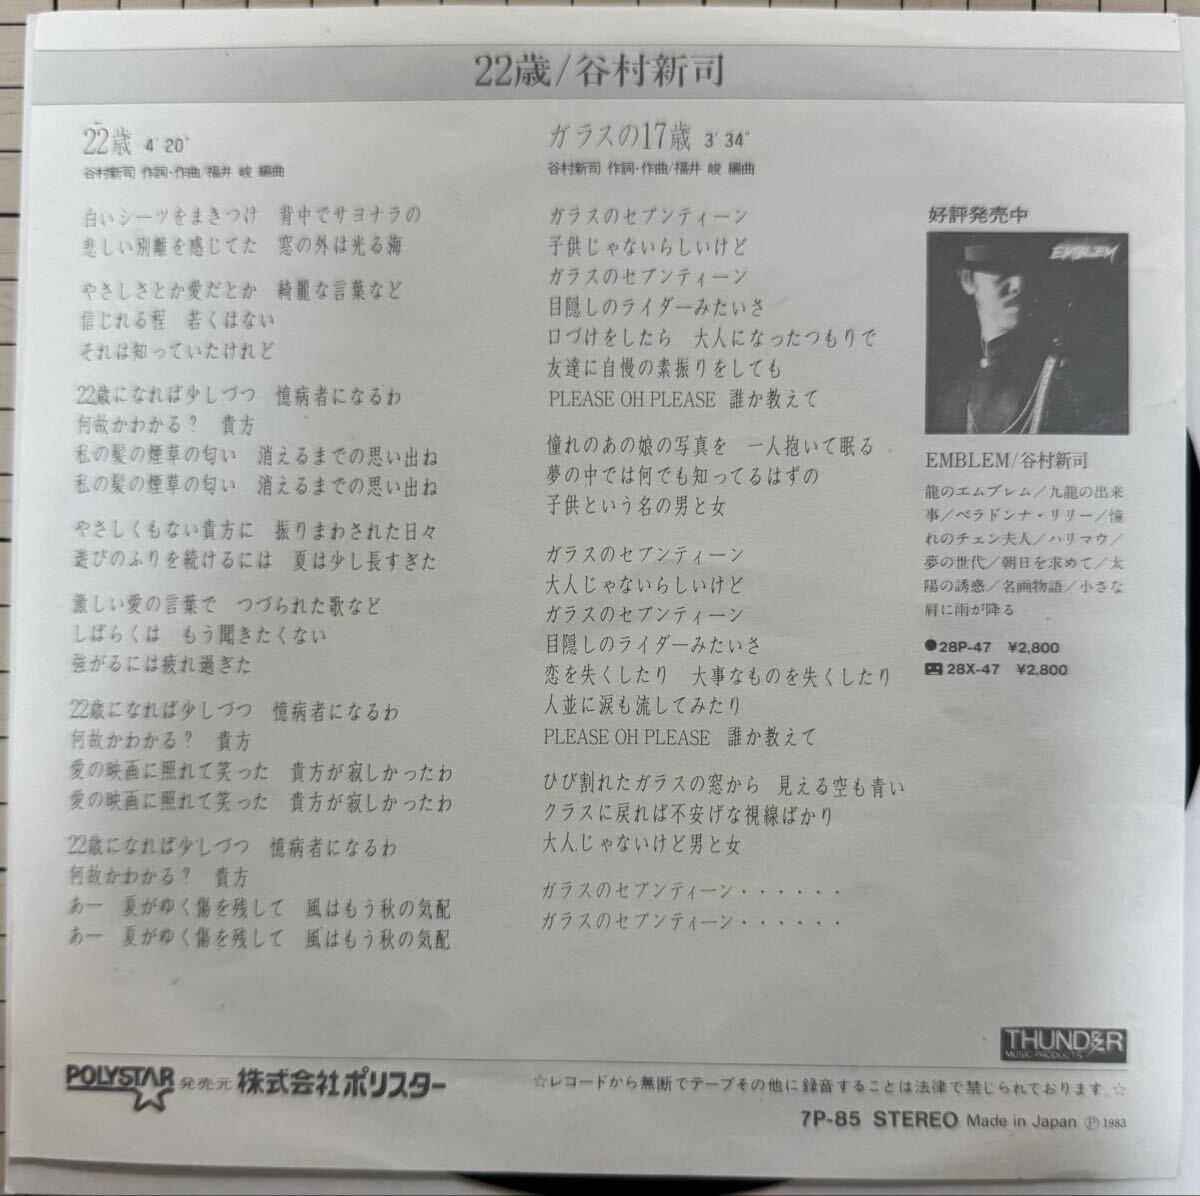 22歳/谷村新司
22歳 4'20"
谷村新司 作詞・作曲/福井 峻 編曲
白いシーツをまきつけ 背中でサヨナラの
悲しい別離を感じてた 窓の外は光る海
やさしさとか愛だとか 綺麗な言葉など
信じれる程 若くはない
それは知っていたけれど
22歳になれば少しづつ 憶病者になるわ
何故かわかる? 貴方
私の髪の煙草の匂い 消えるまでの思い出ね
私の髪の煙草の匂い 消えるまでの思い出ね
やさしくもない貴方に 振りまわされた日々
遊びのふりを続けるには 夏は少し長すぎた
激しい愛の言葉で つづられた歌など
しばらくは もう聞きたくない
強がるには疲れ過ぎた
22歳になれば少しづつ 憶病者になるわ
何故かわかる? 貴方
愛の映画に照れて笑った 貴方が寂しかったわ
愛の映画に照れて笑った 貴方が寂しかったわ
22歳になれば少しづつ 憶病者になるわ
何故かわかる? 貴方
あー 夏がゆく傷を残して 風はもう秋の気配
あー 夏がゆく傷を残して 風はもう秋の気配
ガラスの17歳 3'34"
谷村新司 作詞・作曲/福井 峻 編曲
ガラスのセブンティーン
子供じゃないらしいけど
ガラスのセブンティーン
目隠しのライダーみたいさ
口づけをしたら 大人になったつもりで
友達に自慢の素振りをしても
PLEASE OH PLEASE 誰か教えて
憧れのあの娘の写真を 一人抱いて眠る
夢の中では何でも知ってるはずの
子供という名の男と女
ガラスのセブンティーン
大人じゃないらしいけど
ガラスのセブンティーン
目隠しのライダーみたいさ
恋を失くしたり 大事なものを失くしたり
人並に涙も流してみたり
PLEASE OH PLEASE 誰か教えて
ひび割れたガラスの窓から 見える空も青い
クラスに戻れば不安げな視線ばかり
大人じゃないけど男と女
ガラスのセブンティーン・・・・・・
ガラスのセブンティーン・・・・・・
好評発売中
EMBLEM
EMBLEM/谷村新司
龍のエムブレム/九龍の出来
事/ベラドンナ・リリー/憧
れのチェン夫人/ハリマウ/
夢の世代/朝日を求めて/太
陽の誘惑/名画物語/小さな
肩に雨が降る
●28P-47 ¥2,800
28X-47 ¥2,800
THUNDER
MUSIC PRODUCTS
POLYSTAR 発売元 株式会社ポリスター
☆レコードから無断でテープその他に録音することは法律で禁じられております。☆
7P-85 STEREO Made in Japan Ⓟ1983